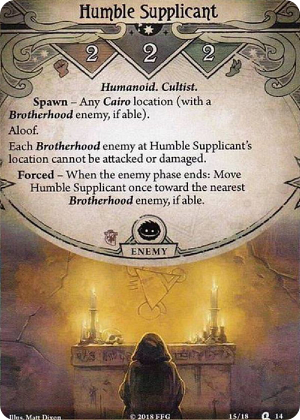 Humble Supplicant
2 2 2
Humanoid. Cultist.
Spawn – Any Cairo location (with a
Brotherhood enemy, if able).
Aloof.
Each Brotherhood enemy at Humble Supplicant's
location cannot be attacked or damaged.
Forced – When the enemy phase ends: Move
Humble Supplicant once toward the nearest
Brotherhood enemy, if able.
ENEMY
Illus. Matt Dixon
© 2018 FFG
15/18
14